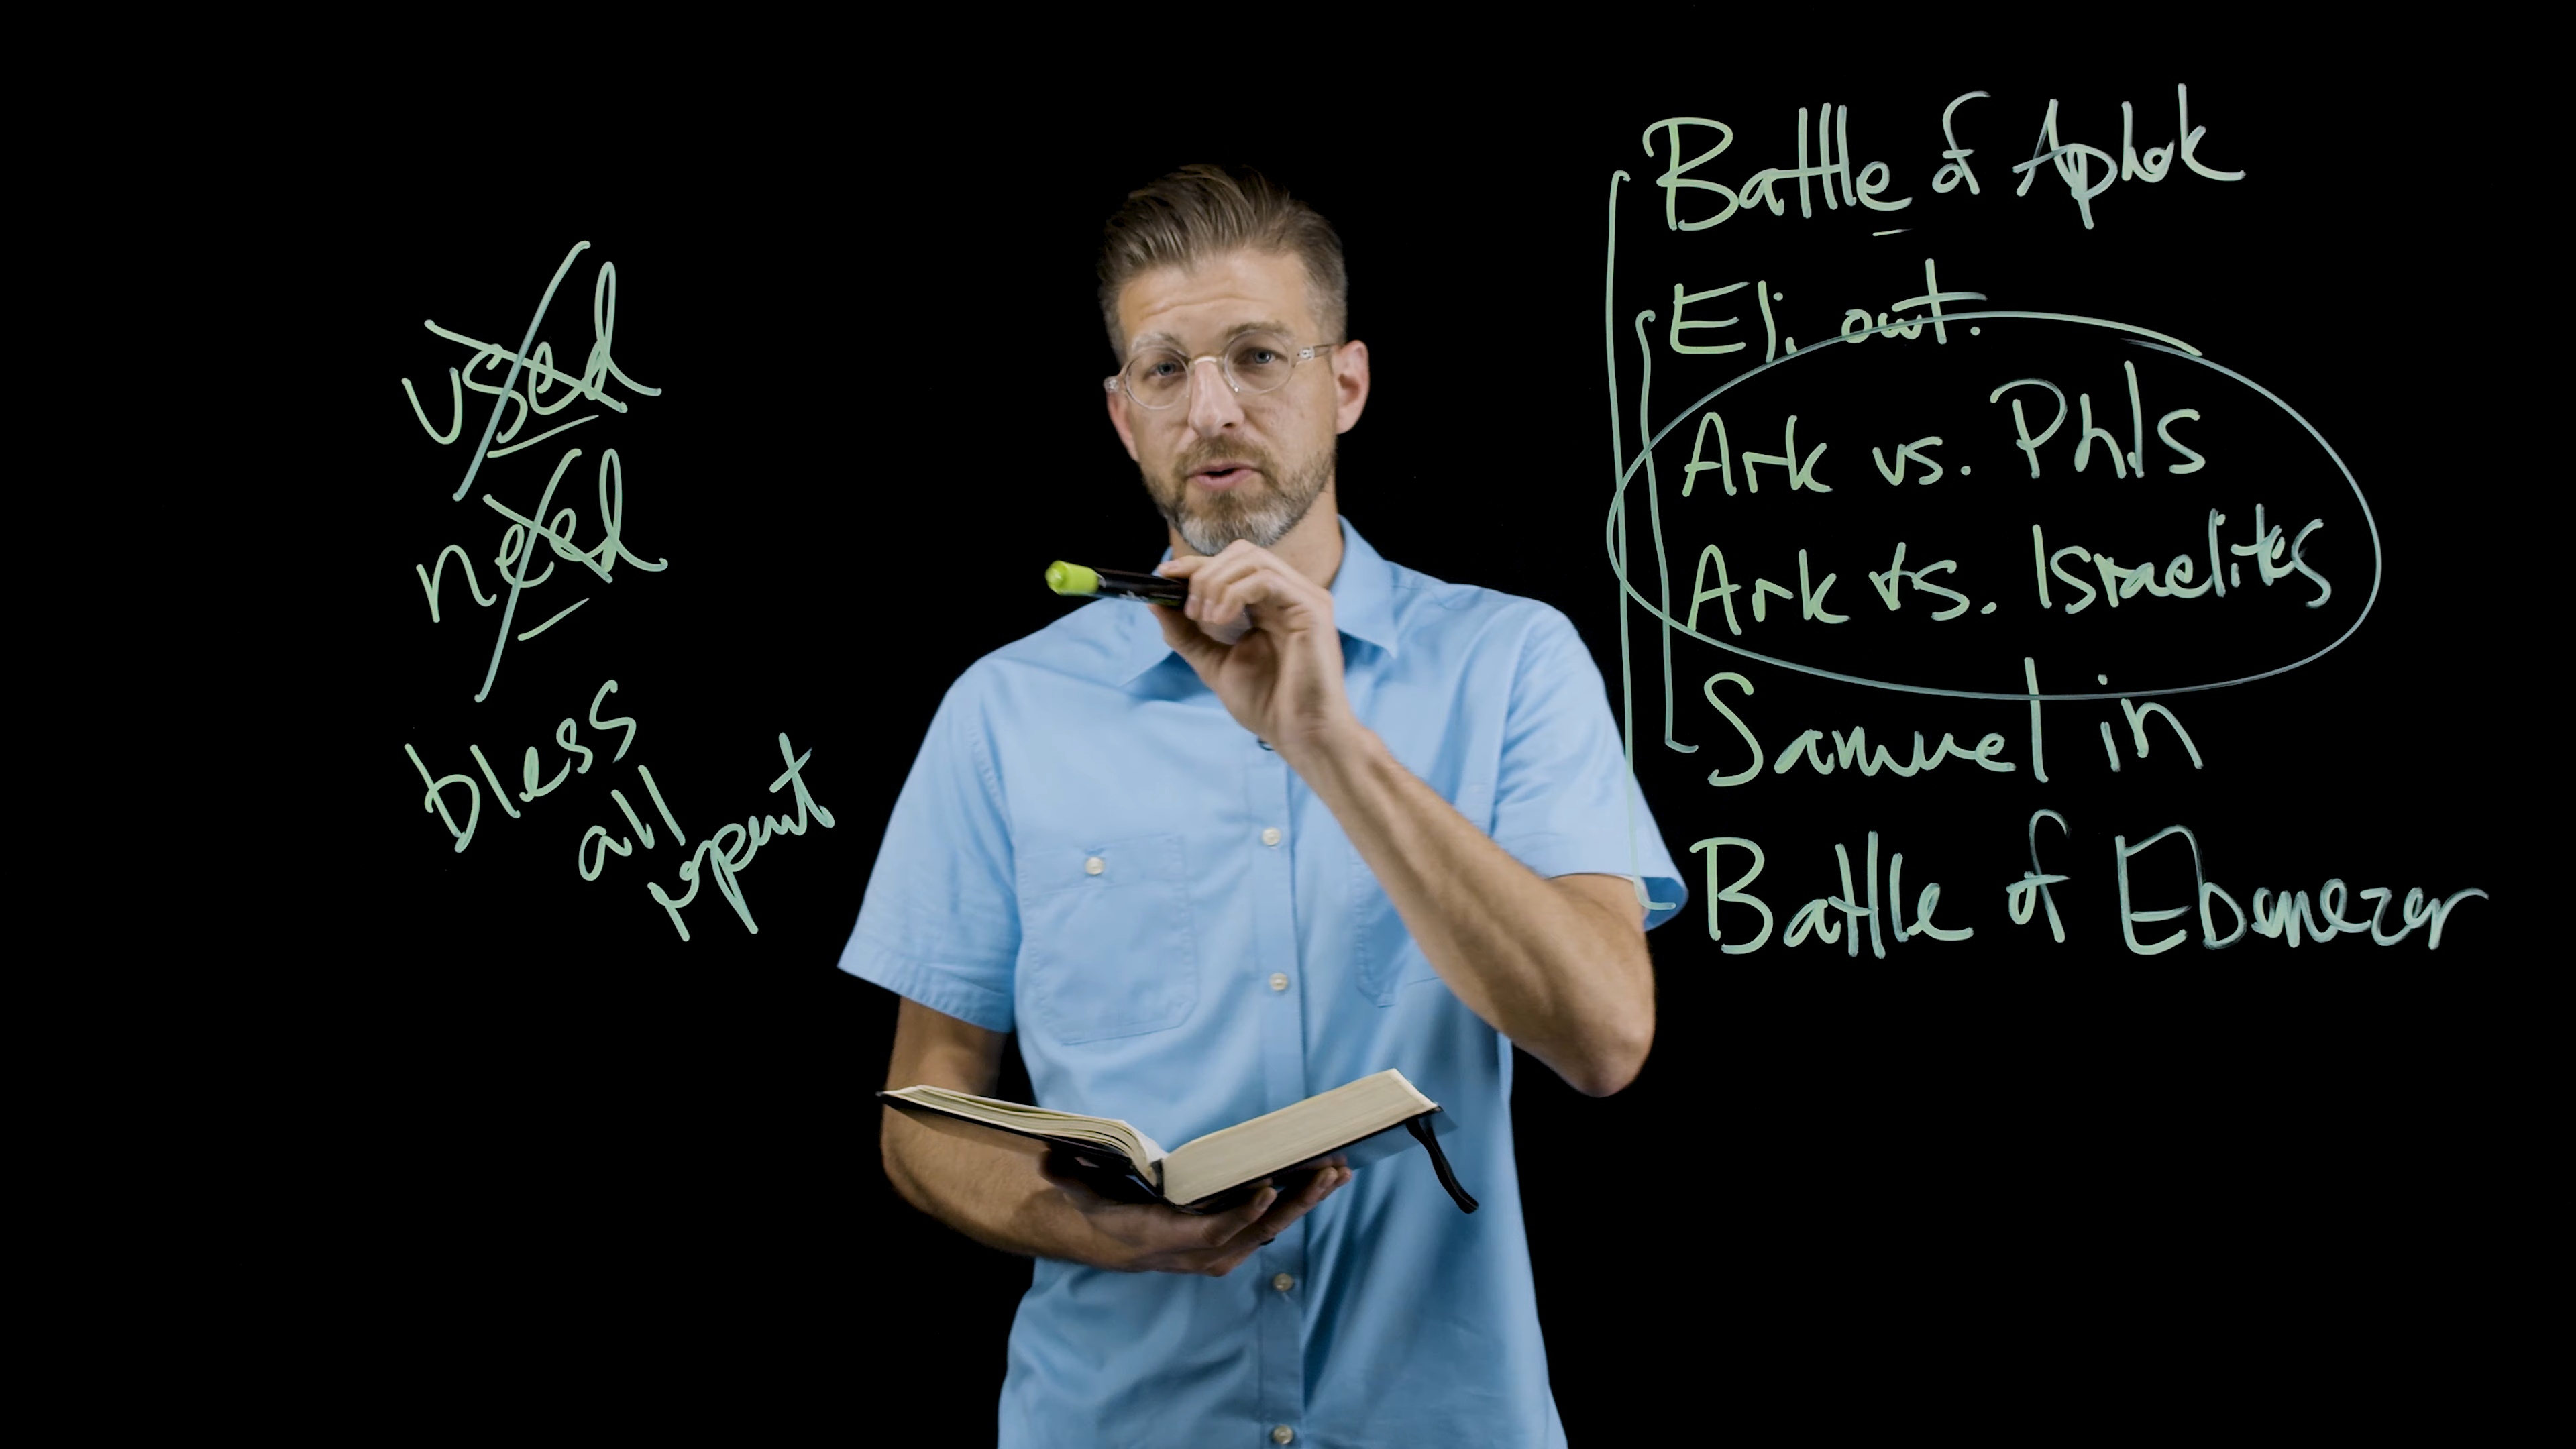 used
need
bless
all
repent
Battle of Aphek
Eli out.
Ark vs. Phils
Ark vs. Israelites
Samuel in
Battle of Ebenezer